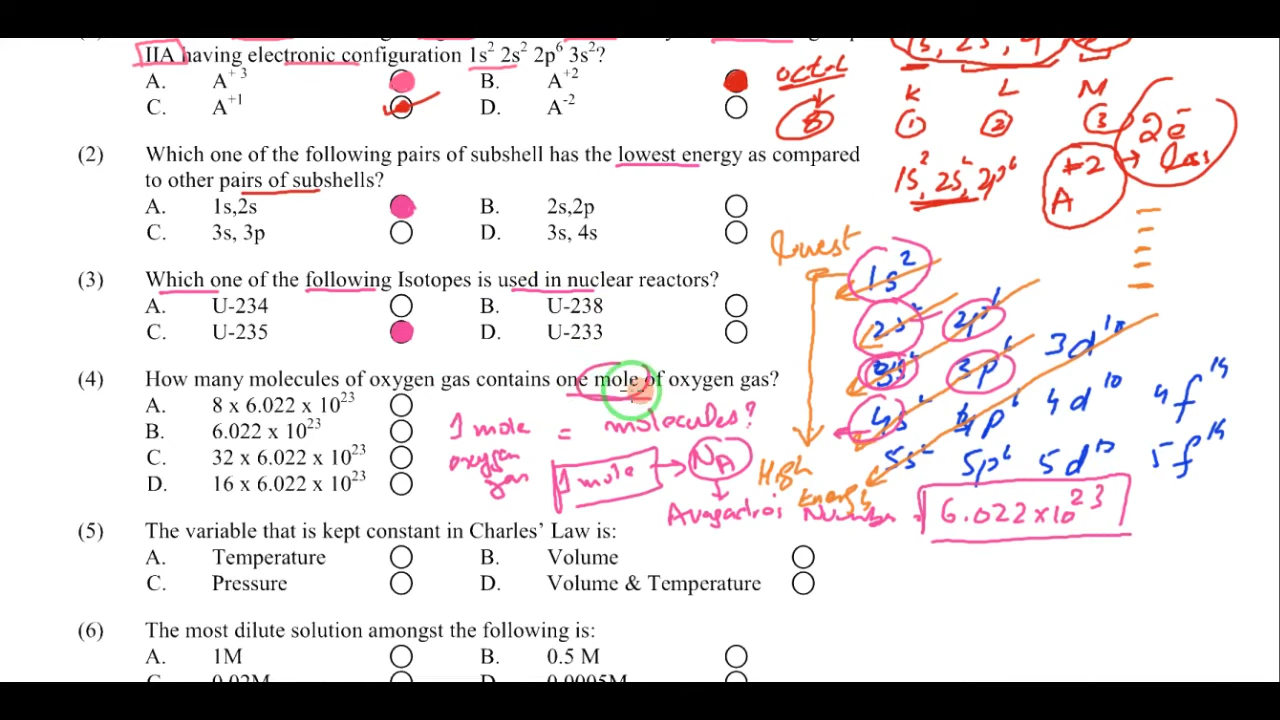 IIA having electronic configuration 1s² 2s² 2p⁶ 3s²?
A. A⁺³ B. A⁺²
C. A⁺¹ D. A⁻²
(2) Which one of the following pairs of subshell has the lowest energy as compared
to other pairs of subshells?
A. 1s,2s B. 2s,2p
C. 3s, 3p D. 3s, 4s
(3) Which one of the following Isotopes is used in nuclear reactors?
A. U-234 B. U-238
C. U-235 D. U-233
(4) How many molecules of oxygen gas contains one mole of oxygen gas?
A. 8 x 6.022 x 10²³
B. 6.022 x 10²³
C. 32 x 6.022 x 10²³
D. 16 x 6.022 x 10²³
(5) The variable that is kept constant in Charles' Law is:
A. Temperature B. Volume
C. Pressure D. Volume & Temperature
(6) The most dilute solution amongst the following is:
A. 1M B. 0.5 M
C. 0.02M D. 0.0005M
octet
8
K L M
1 2 3
2e loss
1s², 2s², 2p⁶
+2
A
lowest
1s²
2s² 2p⁶
3s² 3p⁶ 3d¹⁰
4s² 4p⁶ 4d¹⁰ 4f¹⁴
5s² 5p⁶ 5d¹⁰ 5f¹⁴
High
Energy
1 mole = molecules?
oxygen
gas
1 mole → NA
Avagadro's Number = 6.022x10²³